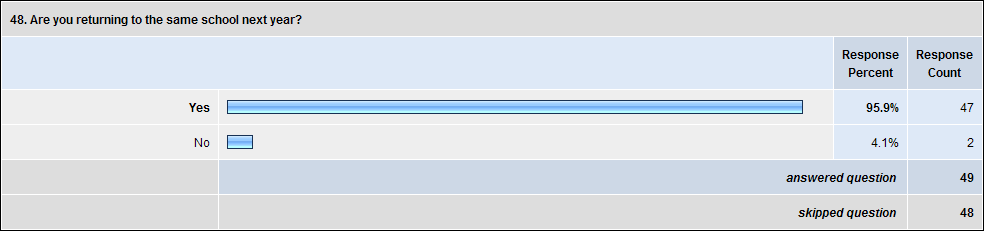 48. Are you returning to the same school next year?
Response Percent Response Count
Yes 95.9% 47
No 4.1% 2
answered question 49
skipped question 48